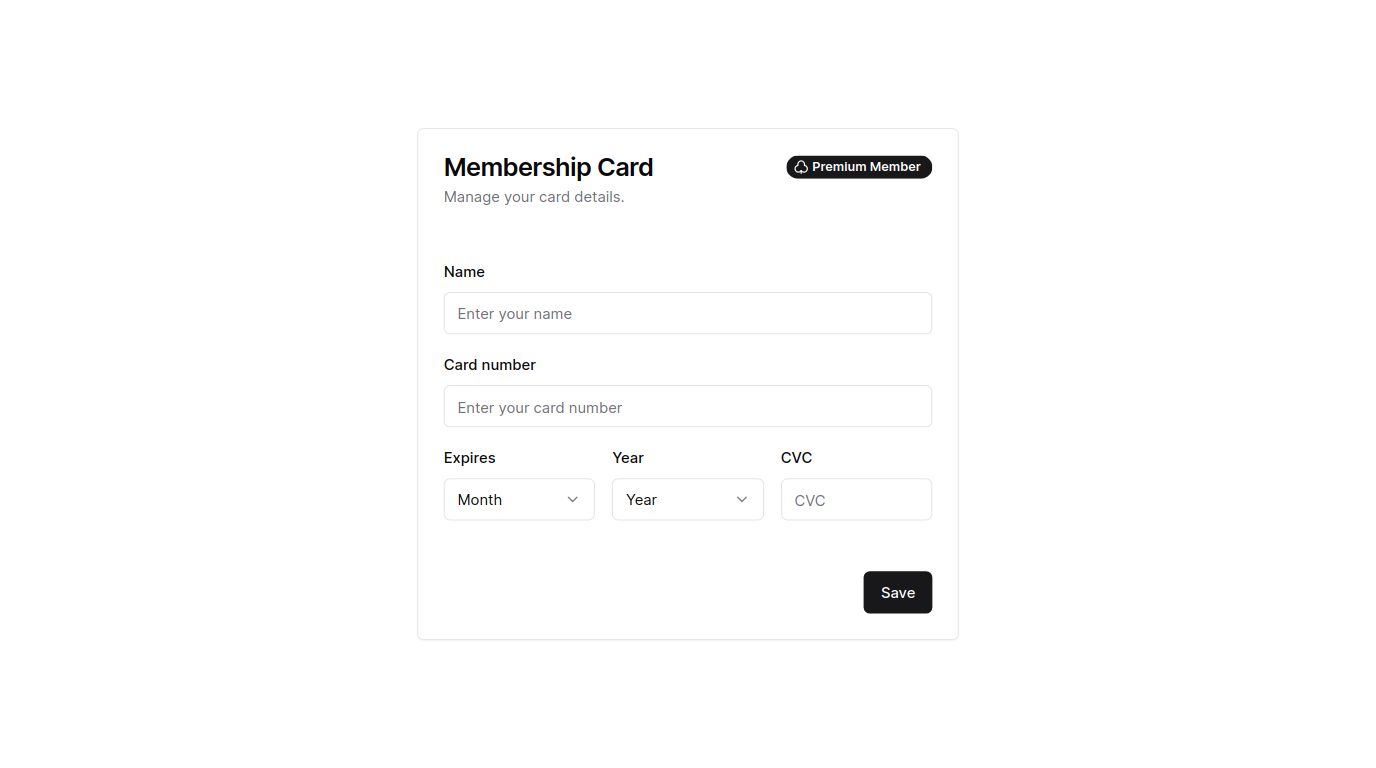 Membership Card
Premium Member
Manage your card details.
Name
Enter your name
Card number
Enter your card number
Expires
Year
CVC
Month
Year
CVC
Save